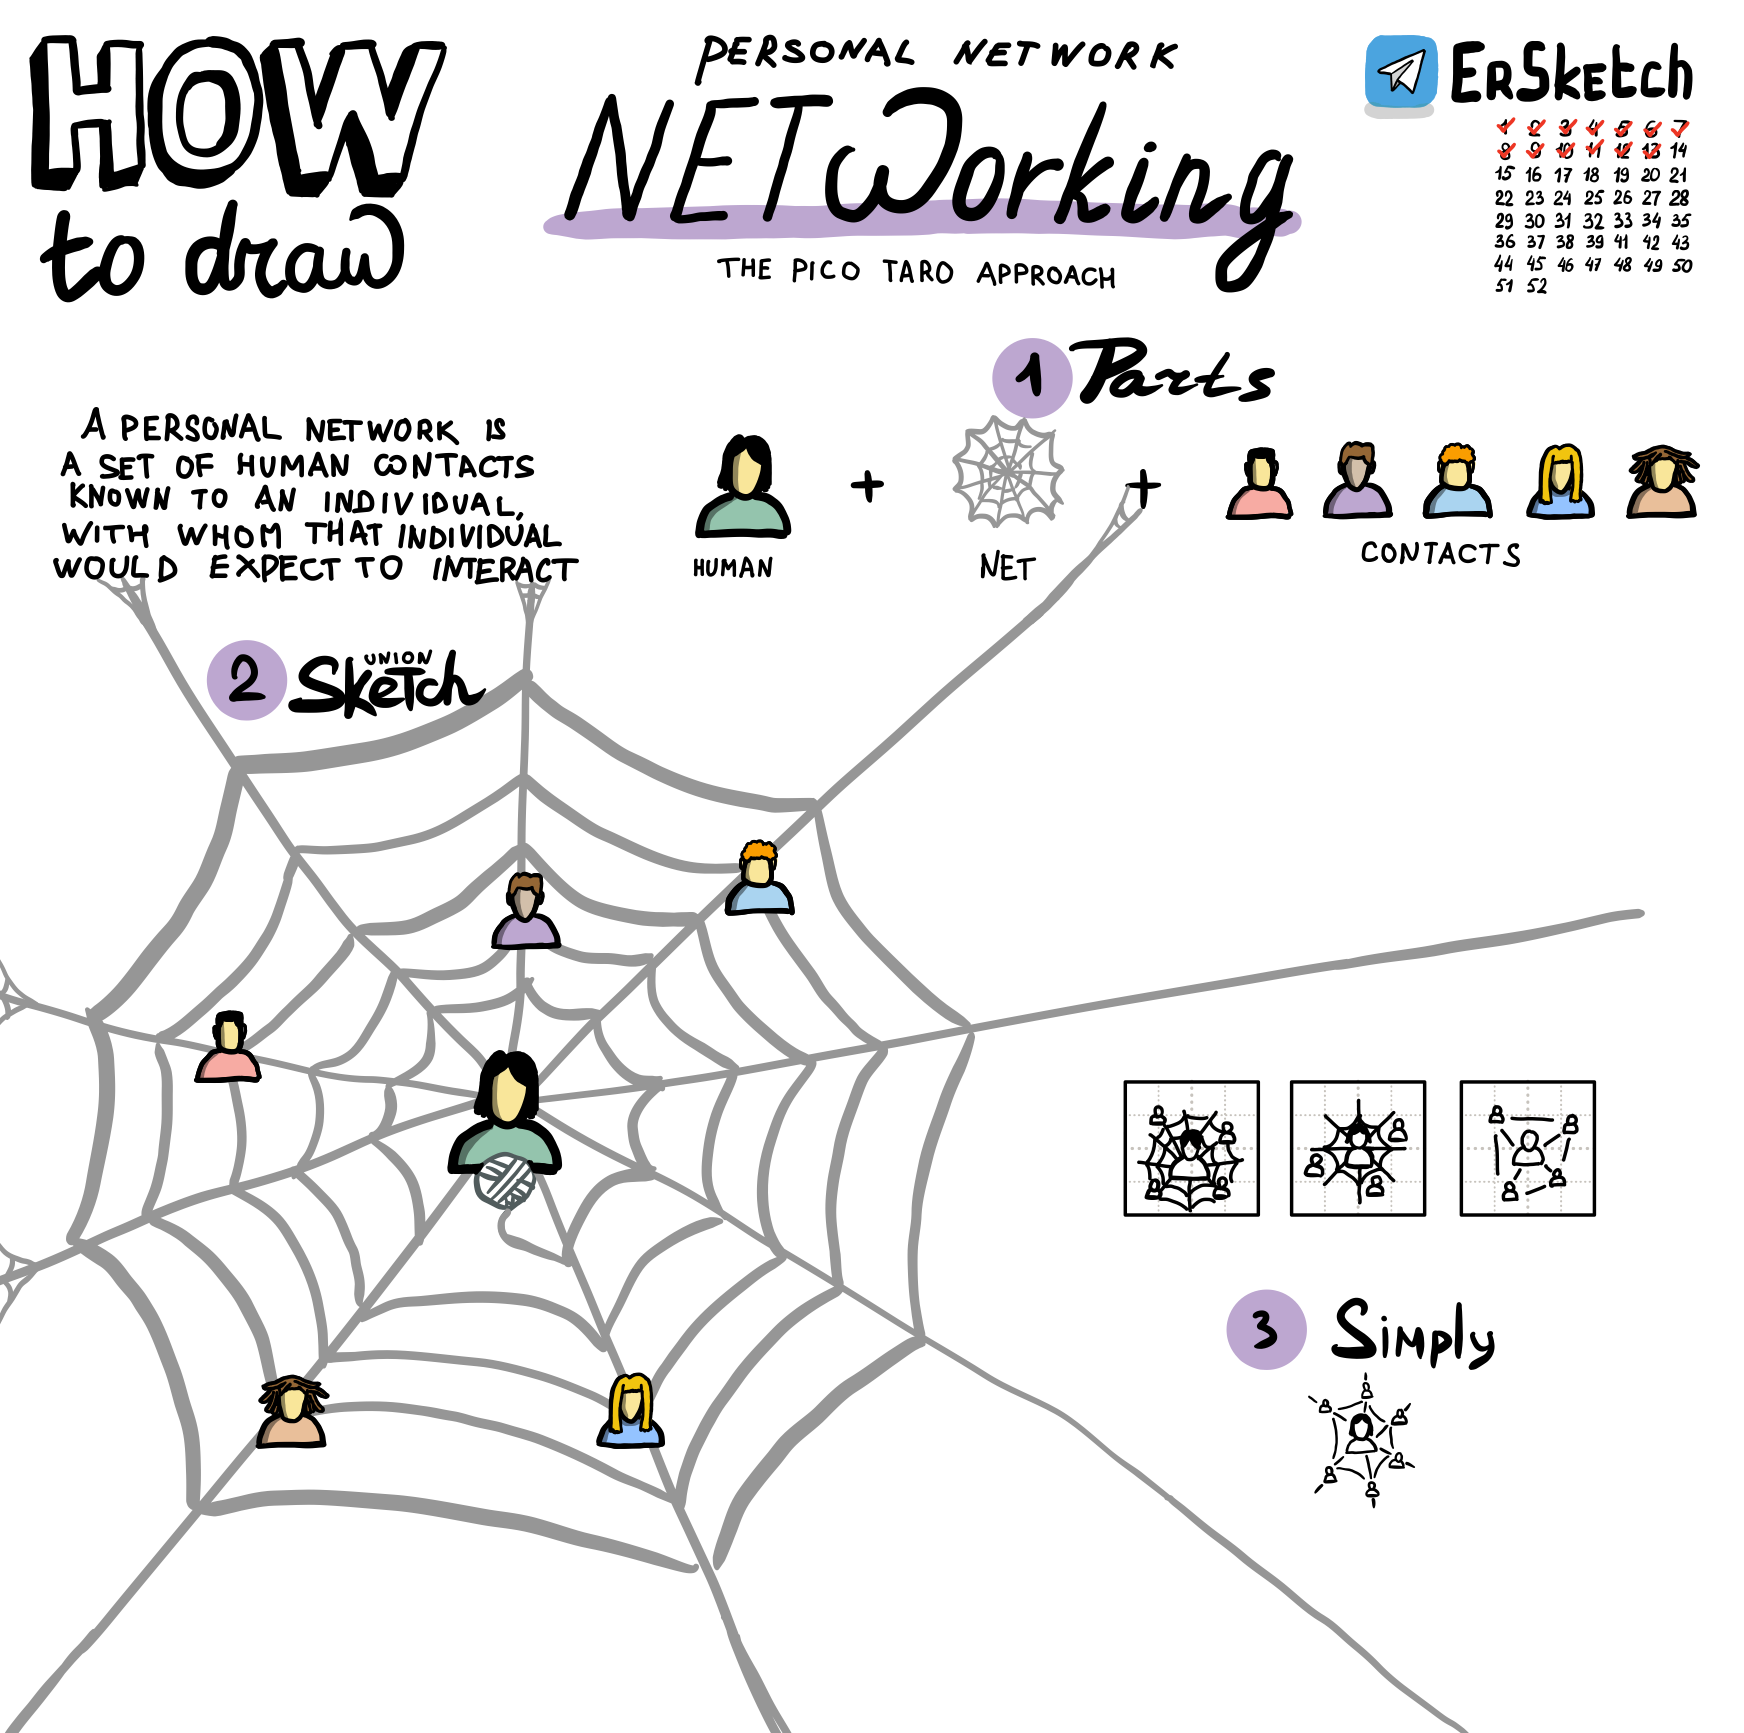 HOW
to draw
PERSONAL NETWORK
NETWorking
THE PICO TARO APPROACH
ErSketch
1 2 3 4 5 6 7
8 9 10 11 12 13 14
15 16 17 18 19 20 21
22 23 24 25 26 27 28
29 30 31 32 33 34 35
36 37 38 39 41 42 43
44 45 46 47 48 49 50
51 52
A PERSONAL NETWORK IS
A SET OF HUMAN CONTACTS
KNOWN TO AN INDIVIDUAL,
WITH WHOM THAT INDIVIDUAL
WOULD EXPECT TO INTERACT
1 Parts
HUMAN
+
NET
+
CONTACTS
2 UNION
Sketch
3 Simply